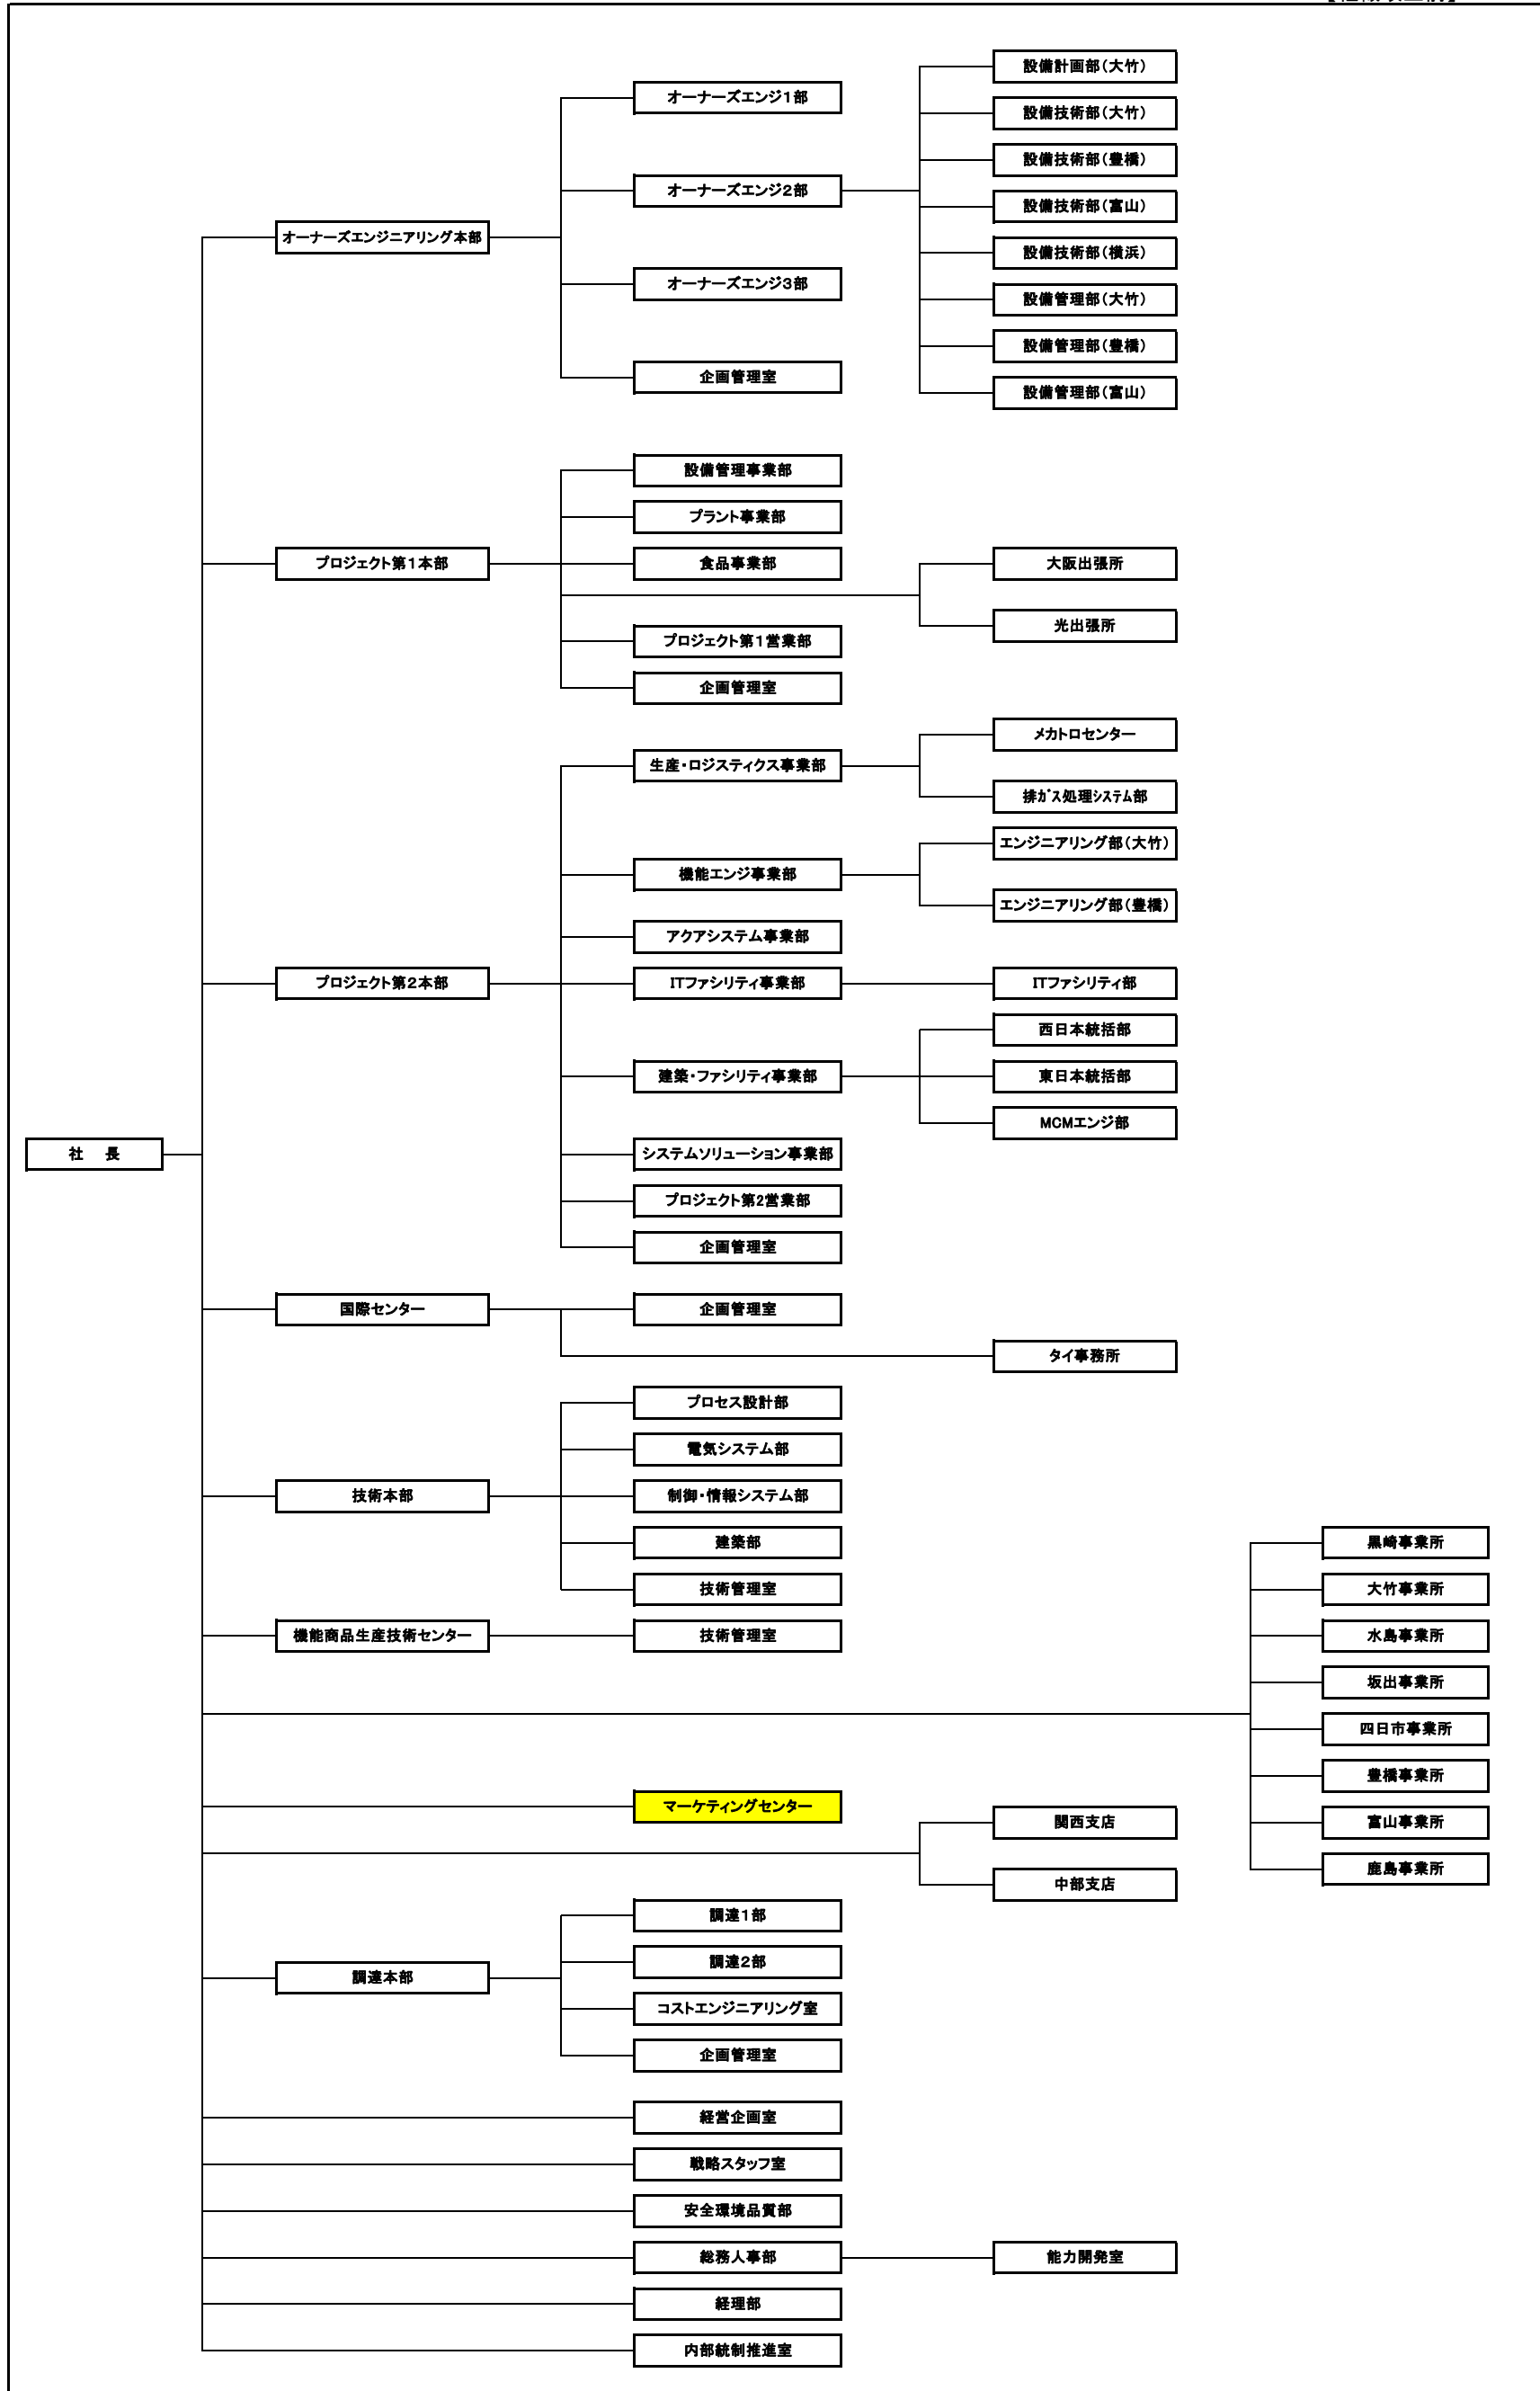 社　長
オーナーズエンジニアリング本部
オーナーズエンジ１部
オーナーズエンジ２部
設備計画部（大竹）
設備技術部（大竹）
設備技術部（豊橋）
設備技術部（富山）
設備技術部（横浜）
設備管理部（大竹）
設備管理部（豊橋）
設備管理部（富山）
オーナーズエンジ３部
企画管理室
プロジェクト第１本部
設備管理事業部
プラント事業部
食品事業部
大阪出張所
光出張所
プロジェクト第１営業部
企画管理室
プロジェクト第２本部
生産・ロジスティクス事業部
メカトロセンター
排ｶﾞｽ処理ｼｽﾃﾑ部
機能エンジ事業部
エンジニアリング部（大竹）
エンジニアリング部（豊橋）
アクアシステム事業部
ITファシリティ事業部
ITファシリティ部
建築・ファシリティ事業部
西日本統括部
東日本統括部
MCMエンジ部
システムソリューション事業部
プロジェクト第2営業部
企画管理室
国際センター
企画管理室
タイ事務所
技術本部
プロセス設計部
電気システム部
制御・情報システム部
建築部
技術管理室
機能商品生産技術センター
技術管理室
黒崎事業所
大竹事業所
水島事業所
坂出事業所
四日市事業所
豊橋事業所
富山事業所
鹿島事業所
マーケティングセンター
関西支店
中部支店
調達本部
調達１部
調達２部
コストエンジニアリング室
企画管理室
経営企画室
戦略スタッフ室
安全環境品質部
総務人事部
能力開発室
経理部
内部統制推進室